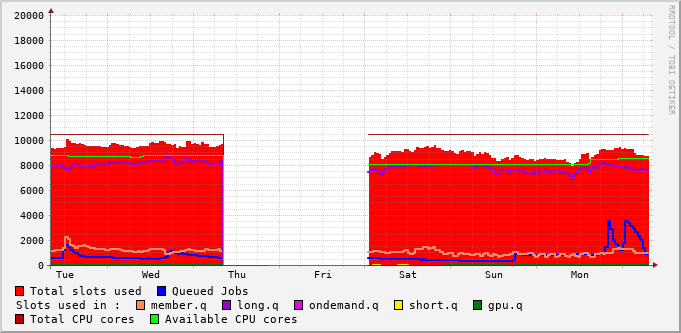 20000
18000
16000
14000
12000
10000
8000
6000
4000
2000
0
Tue Wed Thu Fri Sat Sun Mon
Total slots used Queued Jobs
Slots used in : member.q long.q ondemand.q short.q gpu.q
Total CPU cores Available CPU cores
RRDTOOL / TOBI OETIKER